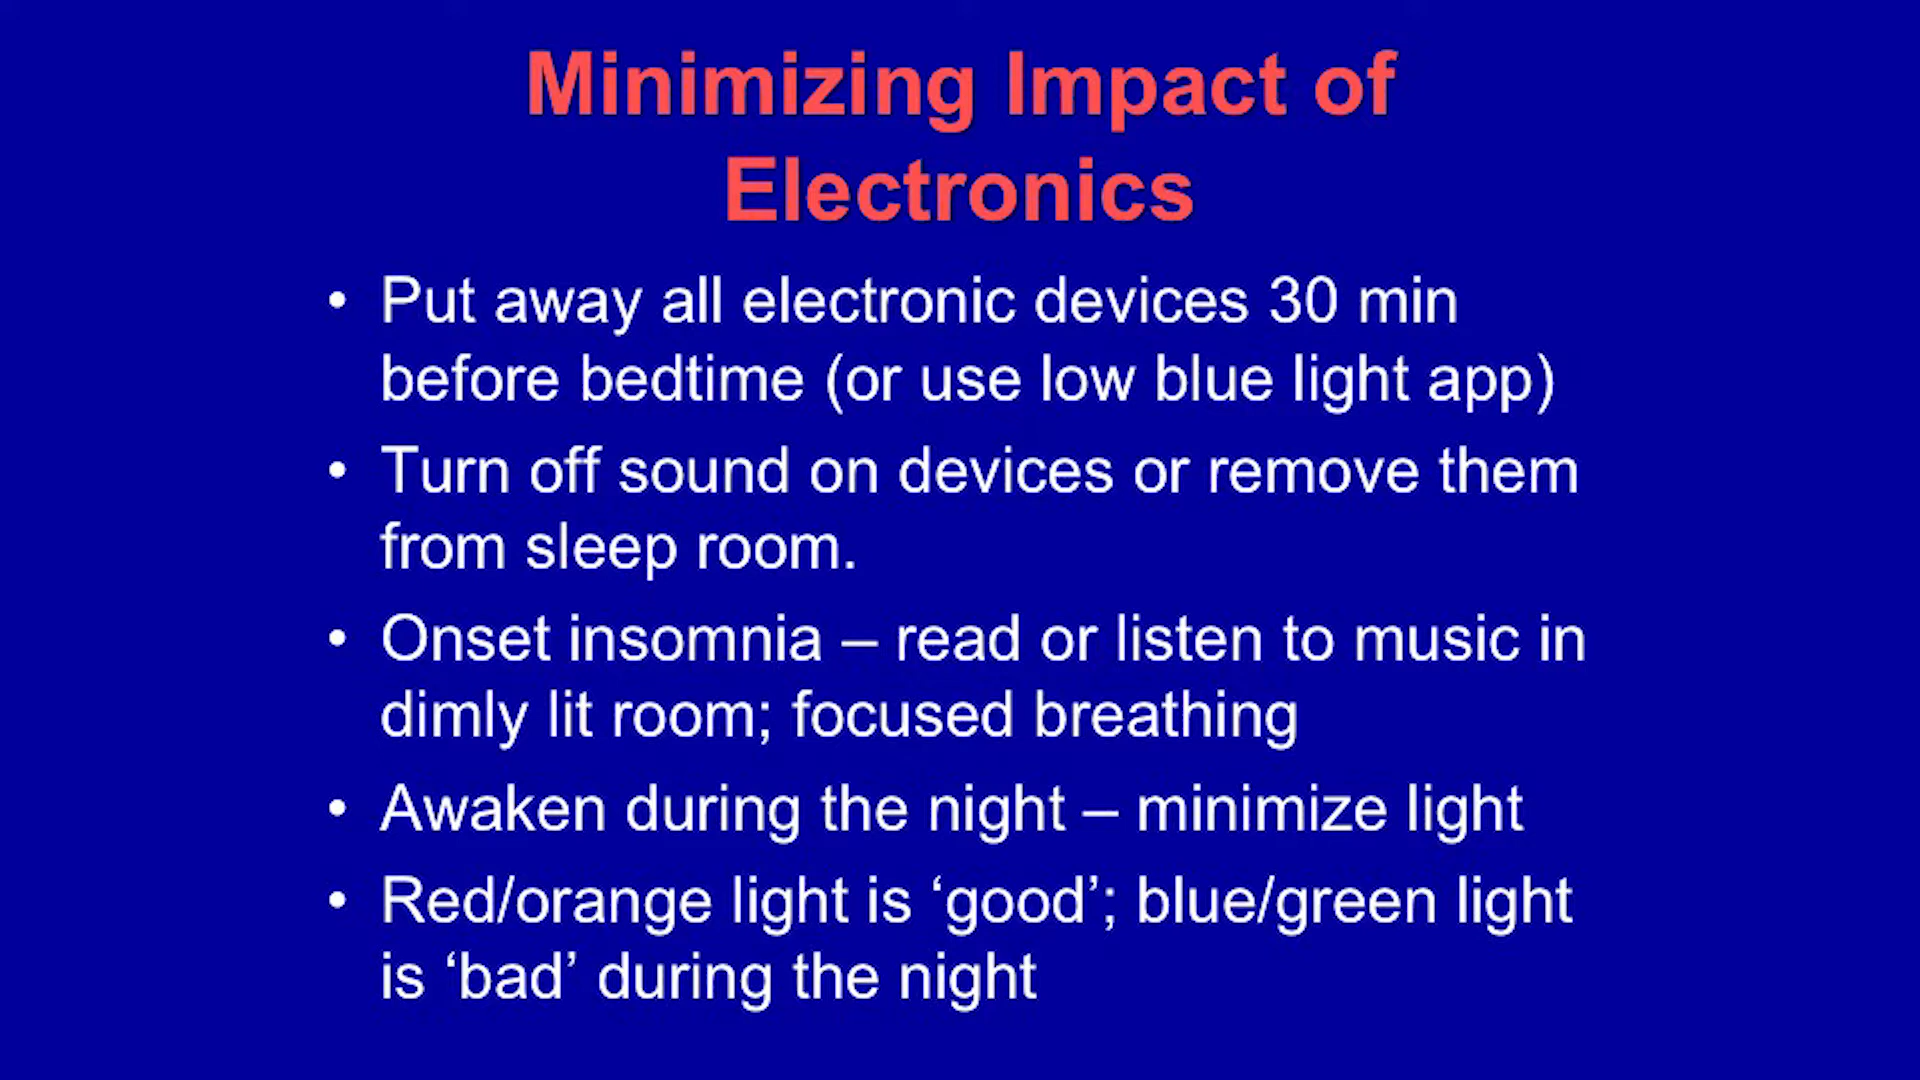 Minimizing Impact of
Electronics
• Put away all electronic devices 30 min
before bedtime (or use low blue light app)
• Turn off sound on devices or remove them
from sleep room.
• Onset insomnia – read or listen to music in
dimly lit room; focused breathing
• Awaken during the night – minimize light
• Red/orange light is ‘good’; blue/green light
is ‘bad’ during the night